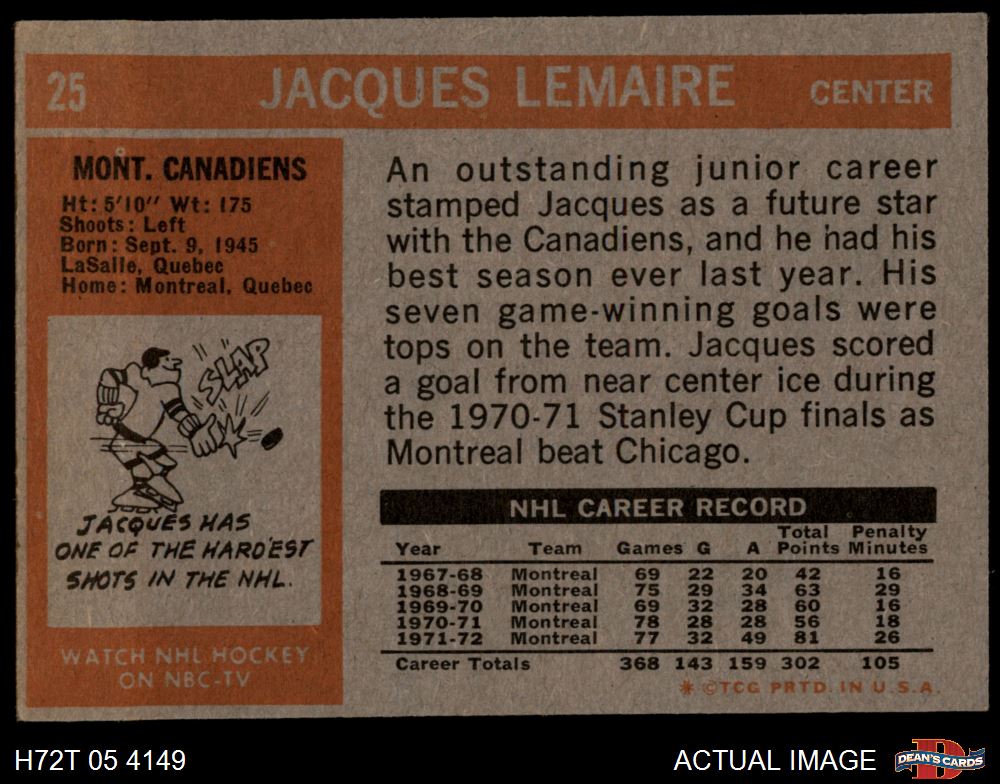 25 JACQUES LEMAIRE CENTER
MONT. CANADIENS
Ht: 5'10" Wt: 175
Shoots: Left
Born: Sept. 9, 1945
LaSalle, Quebec
Home: Montreal, Quebec
SLAP
JACQUES HAS
ONE OF THE HARDEST
SHOTS IN THE NHL.
WATCH NHL HOCKEY
ON NBC-TV
An outstanding junior career
stamped Jacques as a future star
with the Canadiens, and he had his
best season ever last year. His
seven game-winning goals were
tops on the team. Jacques scored
a goal from near center ice during
the 1970-71 Stanley Cup finals as
Montreal beat Chicago.
NHL CAREER RECORD
Total Penalty
Year Team Games G A Points Minutes
1967-68 Montreal 69 22 20 42 16
1968-69 Montreal 75 29 34 63 29
1969-70 Montreal 69 32 28 60 16
1970-71 Montreal 78 28 28 56 18
1971-72 Montreal 77 32 49 81 26
Career Totals 368 143 159 302 105
* ©TCG PRTD. IN U.S.A.
H72T 05 4149 ACTUAL IMAGE D DEAN'S CARDS